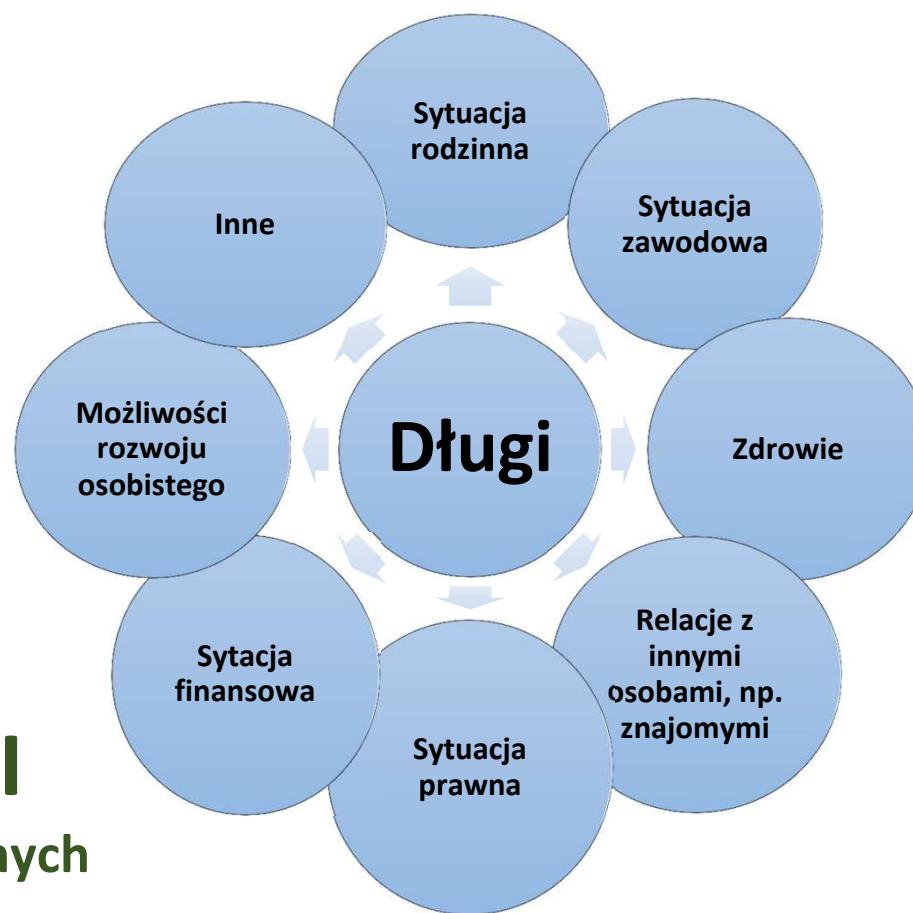 Sytuacja
rodzinna
Sytuacja
zawodowa
Zdrowie
Relacje z
innymi
osobami, np.
znajomymi
Sytuacja
prawna
Sytacja
finansowa
Możliwości
rozwoju
osobistego
Inne
Długi